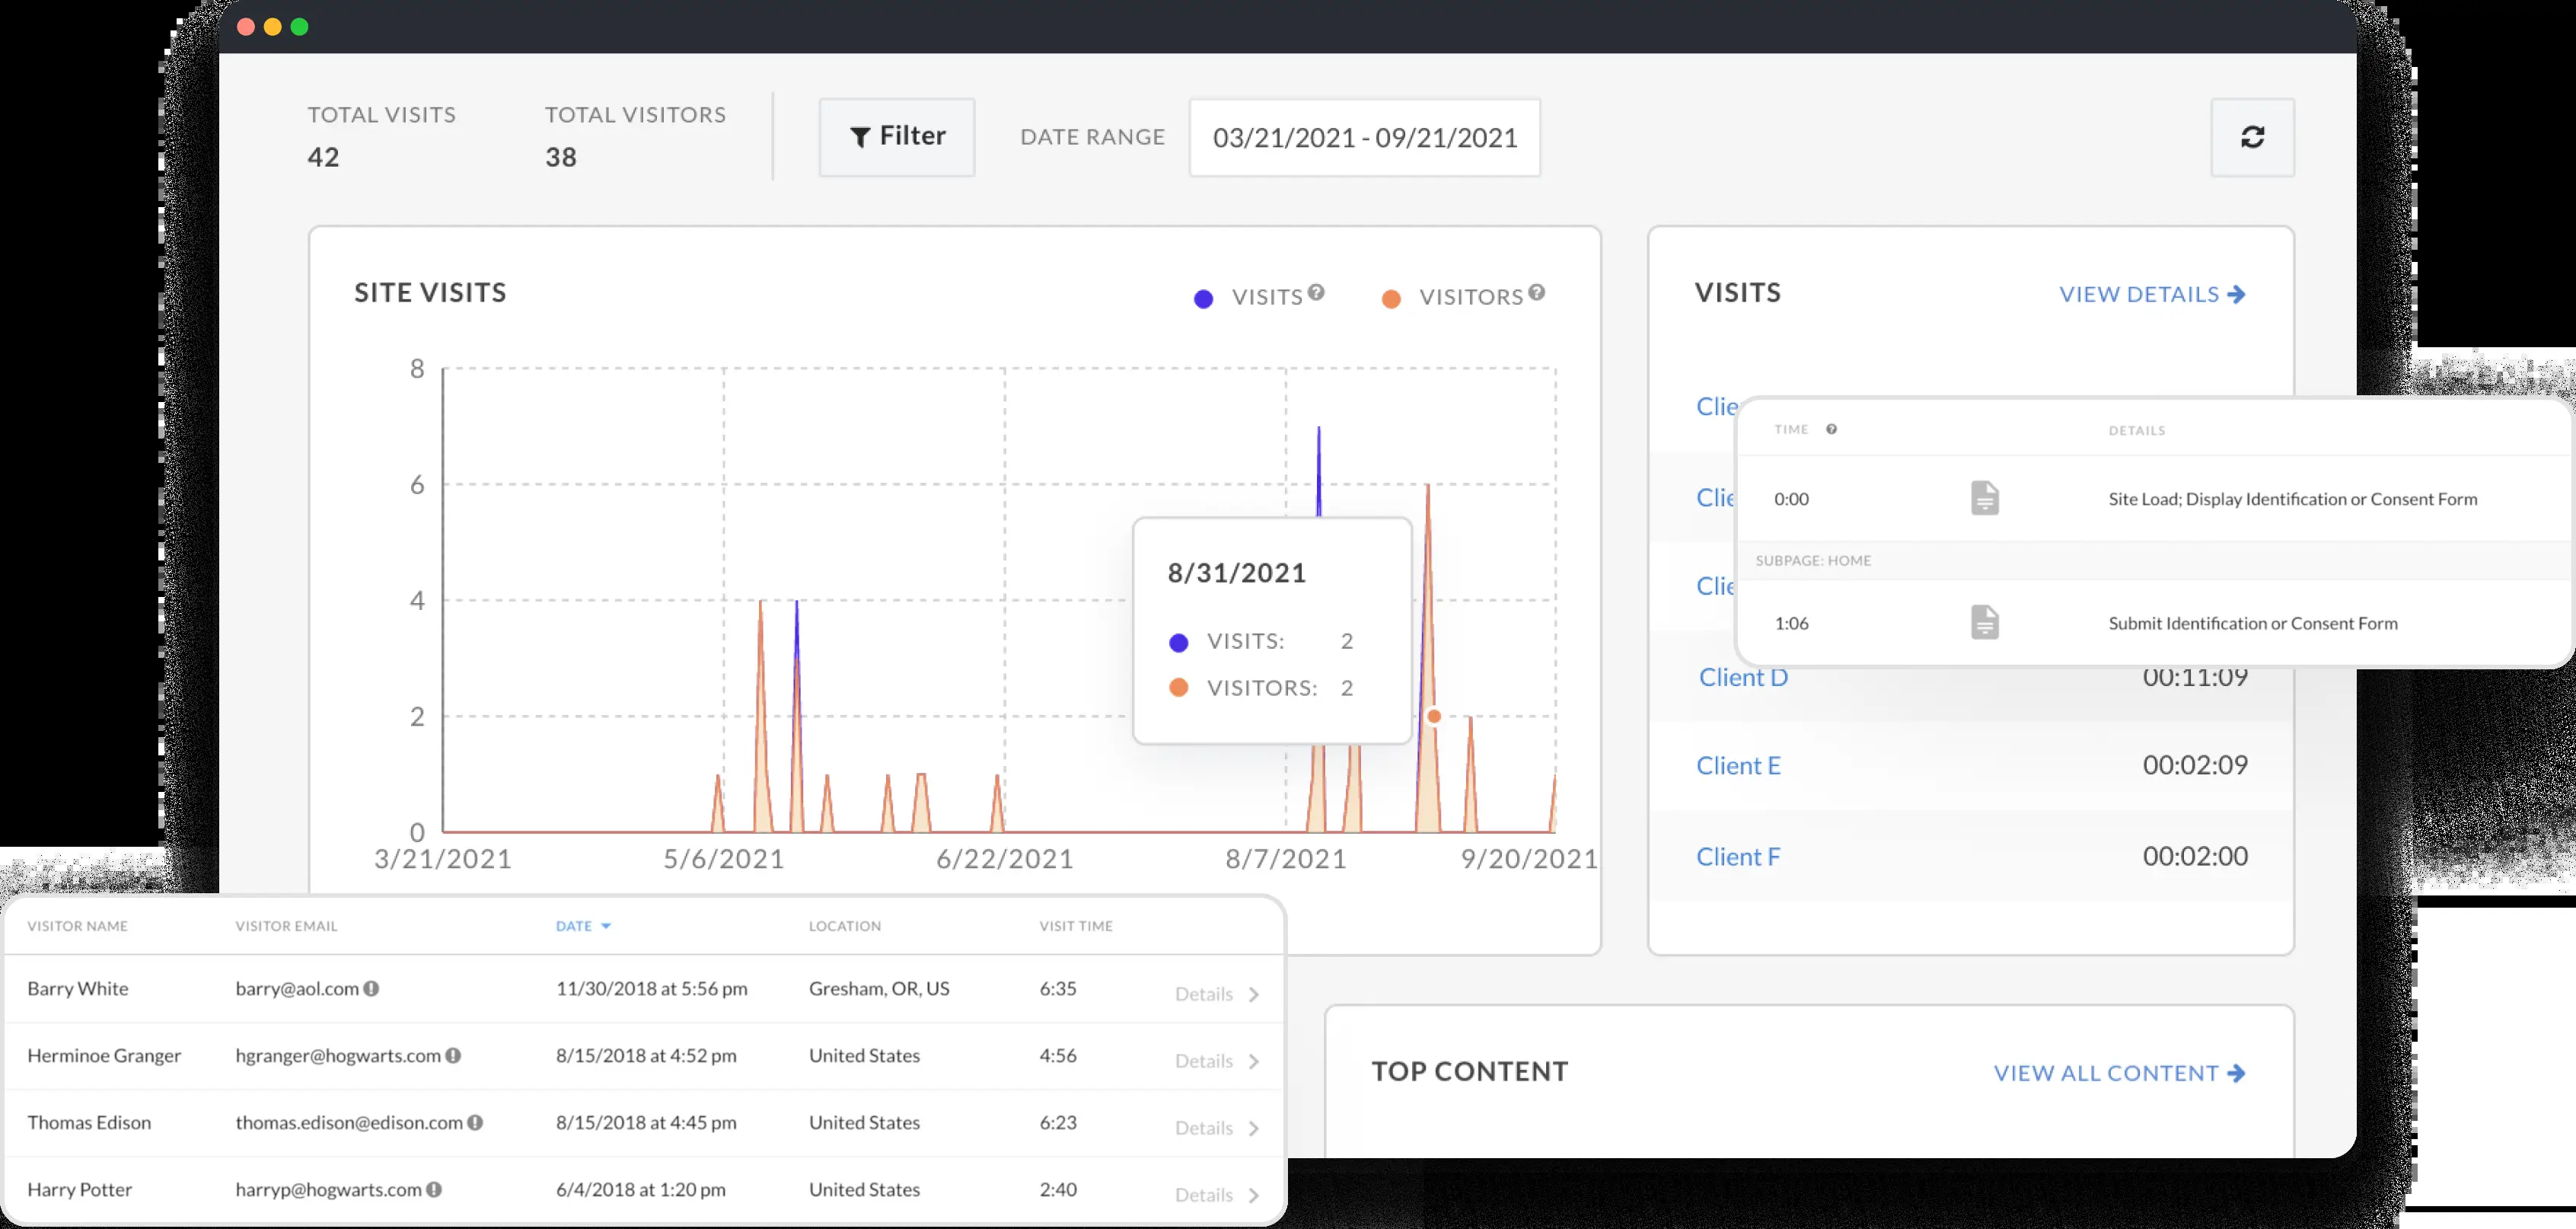 TOTAL VISITS TOTAL VISITORS
42 38
Filter DATE RANGE 03/21/2021 - 09/21/2021
SITE VISITS VISITS VISITORS
8
6
4
2
0
3/21/2021 5/6/2021 6/22/2021 8/7/2021 9/20/2021
8/31/2021
VISITS: 2
VISITORS: 2
VISITS VIEW DETAILS
Client D 00:11:09
Client E 00:02:09
Client F 00:02:00
TIME DETAILS
0:00 Site Load; Display Identification or Consent Form
SUBPAGE: HOME
1:06 Submit Identification or Consent Form
VISITOR NAME VISITOR EMAIL DATE LOCATION VISIT TIME
Barry White barry@aol.com 11/30/2018 at 5:56 pm Gresham, OR, US 6:35 Details
Herminoe Granger hgranger@hogwarts.com 8/15/2018 at 4:52 pm United States 4:56 Details
Thomas Edison thomas.edison@edison.com 8/15/2018 at 4:45 pm United States 6:23 Details
Harry Potter harryp@hogwarts.com 6/4/2018 at 1:20 pm United States 2:40 Details
TOP CONTENT VIEW ALL CONTENT